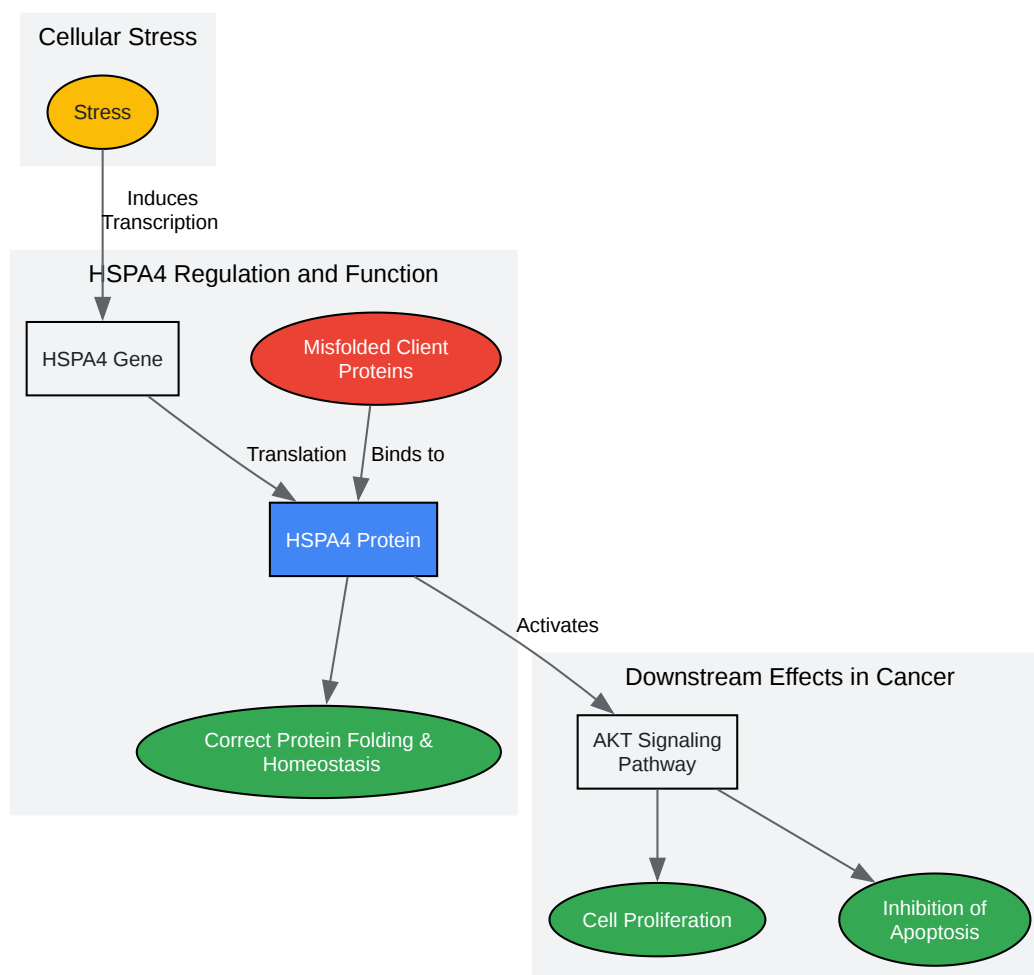 Cellular Stress
Stress
Induces
Transcription
HSPA4 Regulation and Function
HSPA4 Gene
Misfolded Client
Proteins
Translation
Binds to
HSPA4 Protein
Activates
Correct Protein Folding &
Homeostasis
Downstream Effects in Cancer
AKT Signaling
Pathway
Cell Proliferation
Inhibition of
Apoptosis